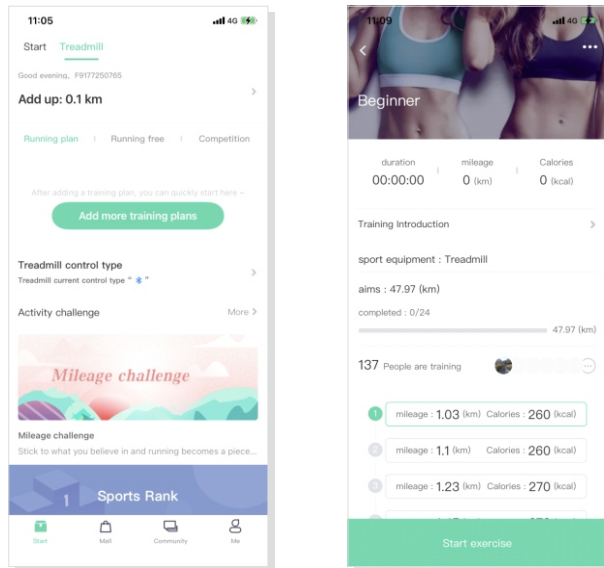 11:05
4G
Start Treadmill
Good evening, F9177250765
Add up: 0.1 km
Running plan Running free Competition
After adding a training plan, you can quickly start here ~
Add more training plans
Treadmill control type
Treadmill current control type " "
Activity challenge More
Mileage challenge
Mileage challenge
Stick to what you believe in and running becomes a piece...
1 Sports Rank
Start Mall Community Me
11:09
4G
Beginner
duration mileage Calories
00:00:00 0 (km) 0 (kcal)
Training Introduction
sport equipment : Treadmill
aims : 47.97 (km)
completed : 0/24
47.97 (km)
137 People are training
1 mileage : 1.03 (km) Calories : 260 (kcal)
2 mileage : 1.1 (km) Calories : 260 (kcal)
3 mileage : 1.23 (km) Calories : 270 (kcal)
Start exercise